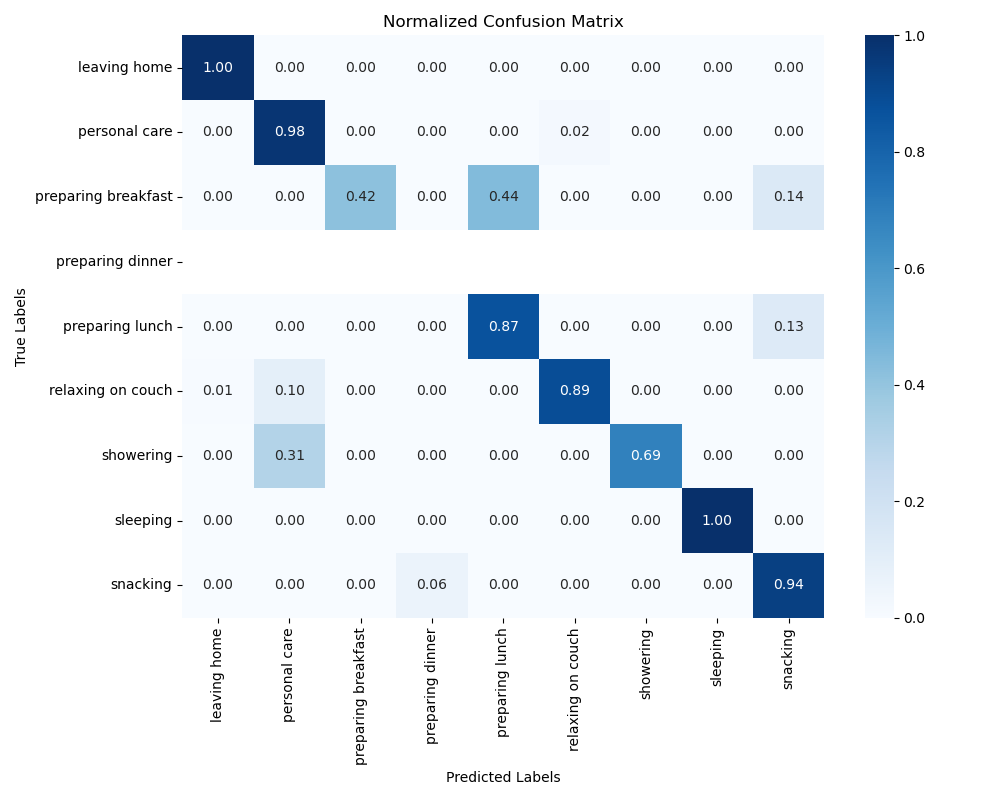 Normalized Confusion Matrix
leaving home 1.00 0.00 0.00 0.00 0.00 0.00 0.00 0.00 0.00
personal care 0.00 0.98 0.00 0.00 0.00 0.02 0.00 0.00 0.00
preparing breakfast 0.00 0.00 0.42 0.00 0.44 0.00 0.00 0.00 0.14
preparing dinner
preparing lunch 0.00 0.00 0.00 0.00 0.87 0.00 0.00 0.00 0.13
relaxing on couch 0.01 0.10 0.00 0.00 0.00 0.89 0.00 0.00 0.00
showering 0.00 0.31 0.00 0.00 0.00 0.00 0.69 0.00 0.00
sleeping 0.00 0.00 0.00 0.00 0.00 0.00 0.00 1.00 0.00
snacking 0.00 0.00 0.00 0.06 0.00 0.00 0.00 0.00 0.94
True Labels
leaving home
personal care
preparing breakfast
preparing dinner
preparing lunch
relaxing on couch
showering
sleeping
snacking
Predicted Labels
1.0
0.8
0.6
0.4
0.2
0.0